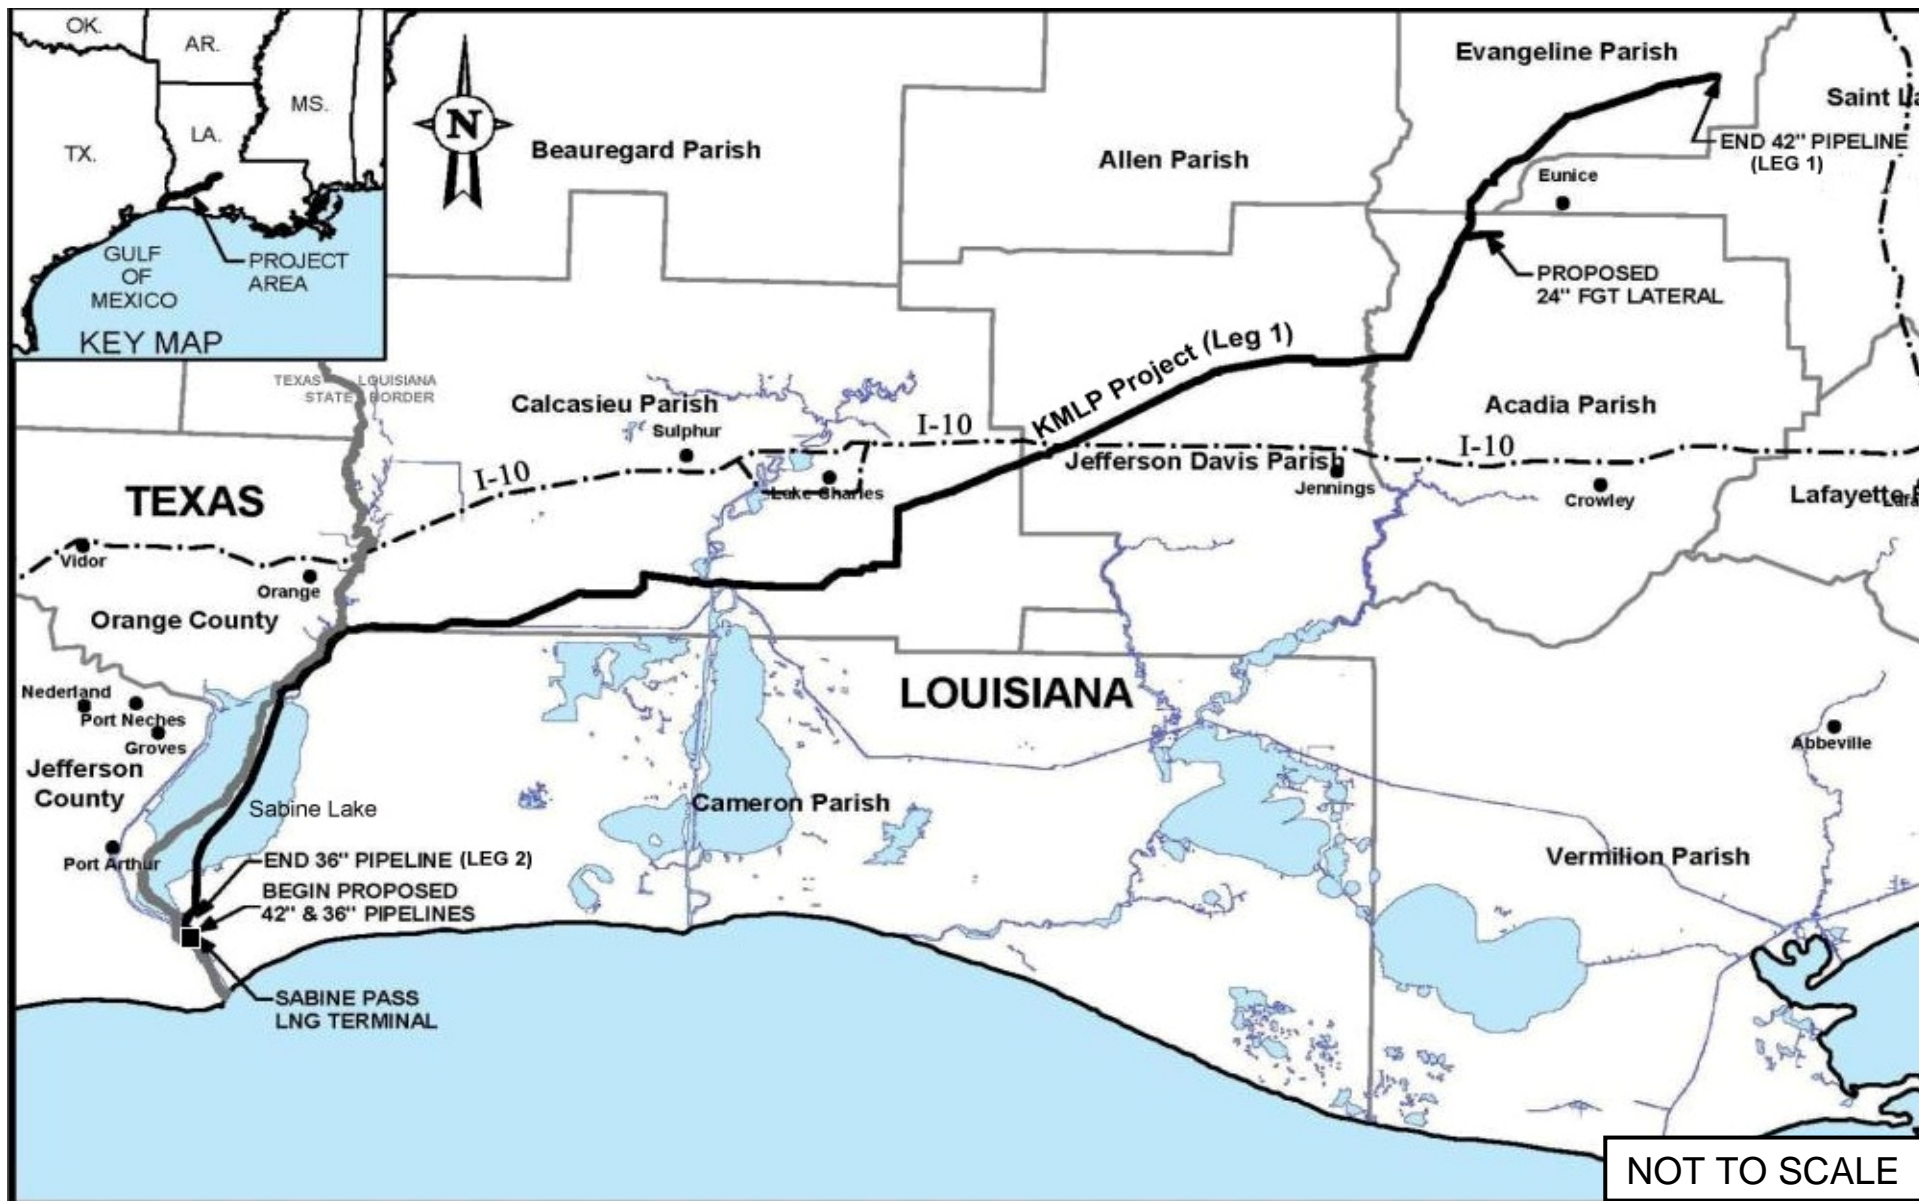 OK.
AR.
MS.
LA.
TX.
GULF
OF
MEXICO
PROJECT
AREA
KEY MAP
N
Beauregard Parish
Allen Parish
Evangeline Parish
Saint La
END 42" PIPELINE
(LEG 1)
Eunice
PROPOSED
24" FGT LATERAL
KMLP Project (Leg 1)
TEXAS LOUISIANA
STATE BORDER
Calcasieu Parish
Sulphur
I-10
Acadia Parish
I-10
I-10
Jefferson Davis Parish
Jennings
Lake Charles
Crowley
Lafayette
TEXAS
Vidor
Orange
Orange County
LOUISIANA
Nederland
Port Neches
Groves
Jefferson
County
Abbeville
Sabine Lake
Cameron Parish
Port Arthur
END 36" PIPELINE (LEG 2)
BEGIN PROPOSED
42" & 36" PIPELINES
Vermilion Parish
SABINE PASS
LNG TERMINAL
NOT TO SCALE